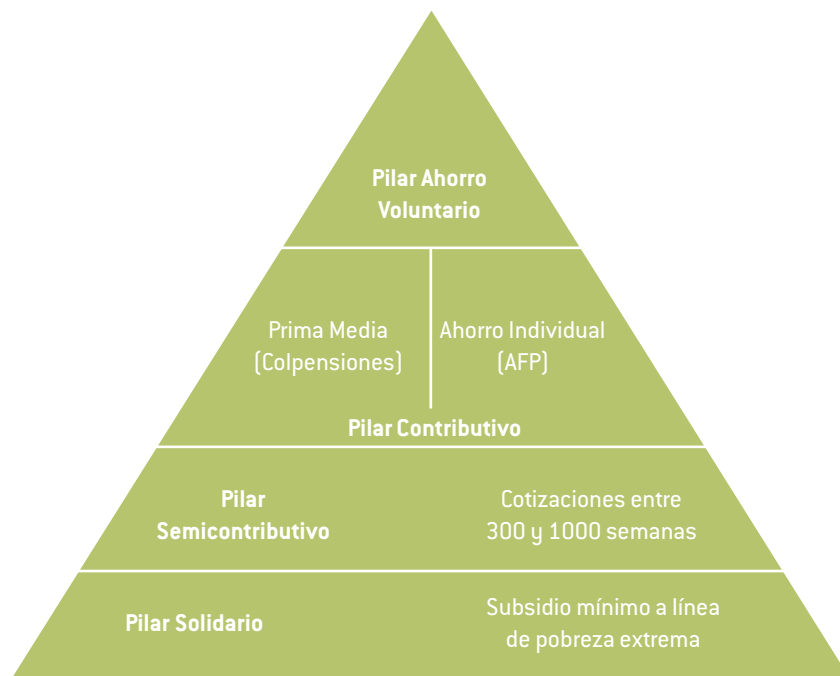 Pilar Ahorro
Voluntario
Prima Media
(Colpensiones)
Ahorro Individual
(AFP)
Pilar Contributivo
Pilar
Semicontributivo
Cotizaciones entre
300 y 1000 semanas
Pilar Solidario
Subsidio mínimo a línea
de pobreza extrema